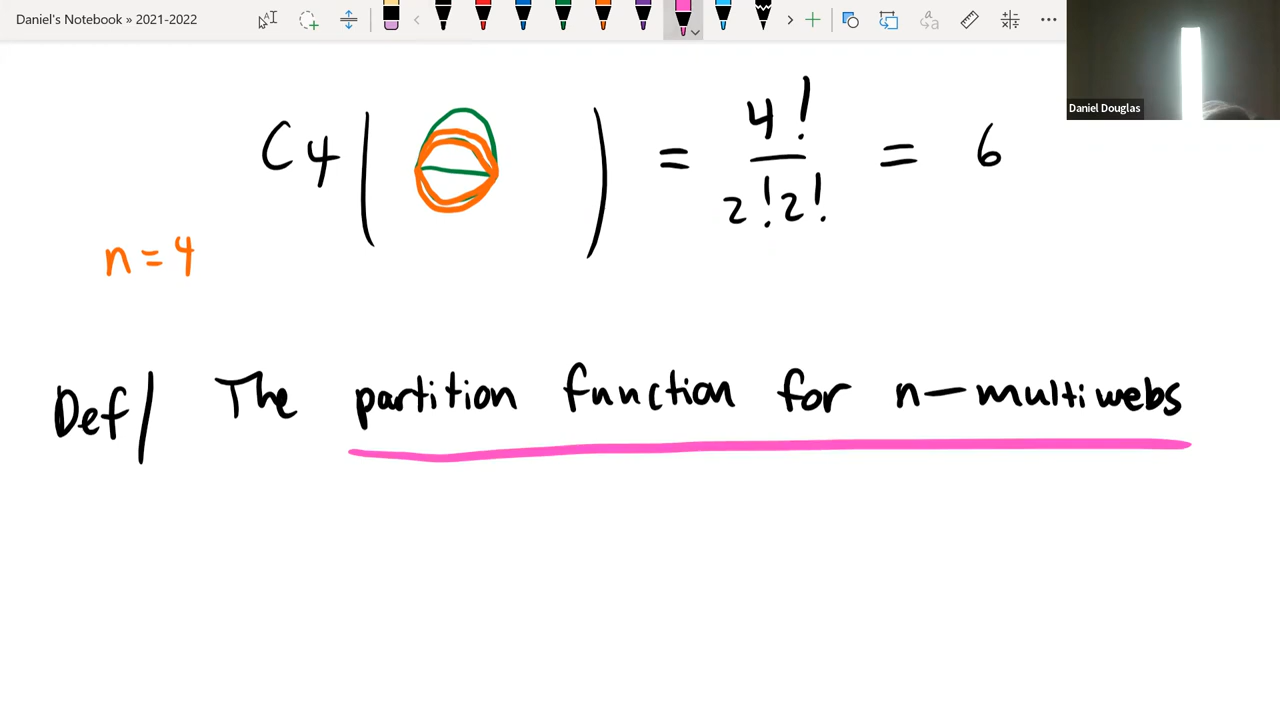 Daniel's Notebook » 2021-2022
Daniel Douglas
C4( ) = 4!/2!2! = 6
n = 4
Def/ The partition function for n-multiwebs